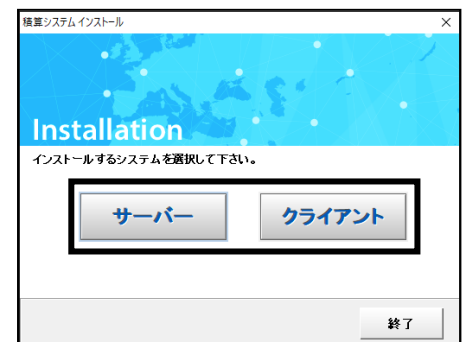 積算システム インストール
Installation
インストールするシステムを選択して下さい。
サーバー
クライアント
終了